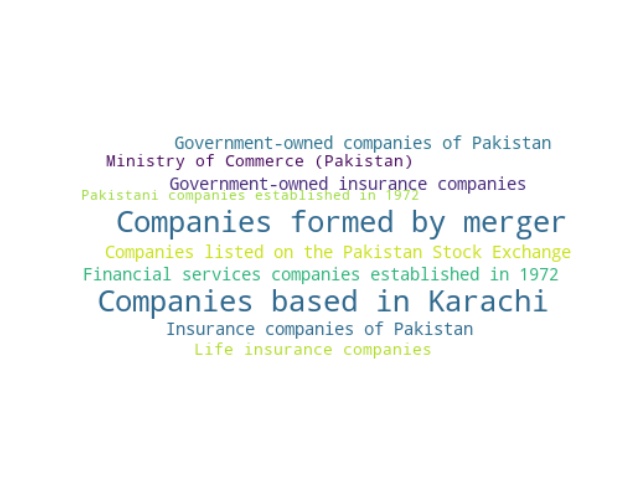 Government-owned companies of Pakistan
Ministry of Commerce (Pakistan)
Government-owned insurance companies
Pakistani companies established in 1972
Companies formed by merger
Companies listed on the Pakistan Stock Exchange
Financial services companies established in 1972
Companies based in Karachi
Insurance companies of Pakistan
Life insurance companies